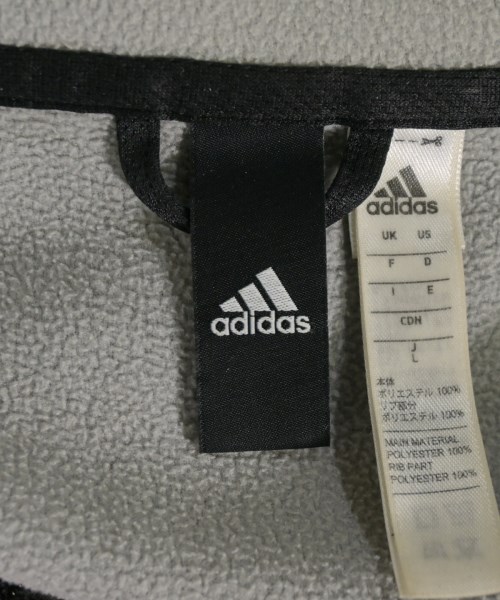 adidas
adidas
UK US
F D
I E
CDN
J
L
本体
ポリエステル 100%
リブ部分
ポリエステル 100%
MAIN MATERIAL
POLYESTER 100%
RIB PART
POLYESTER 100%